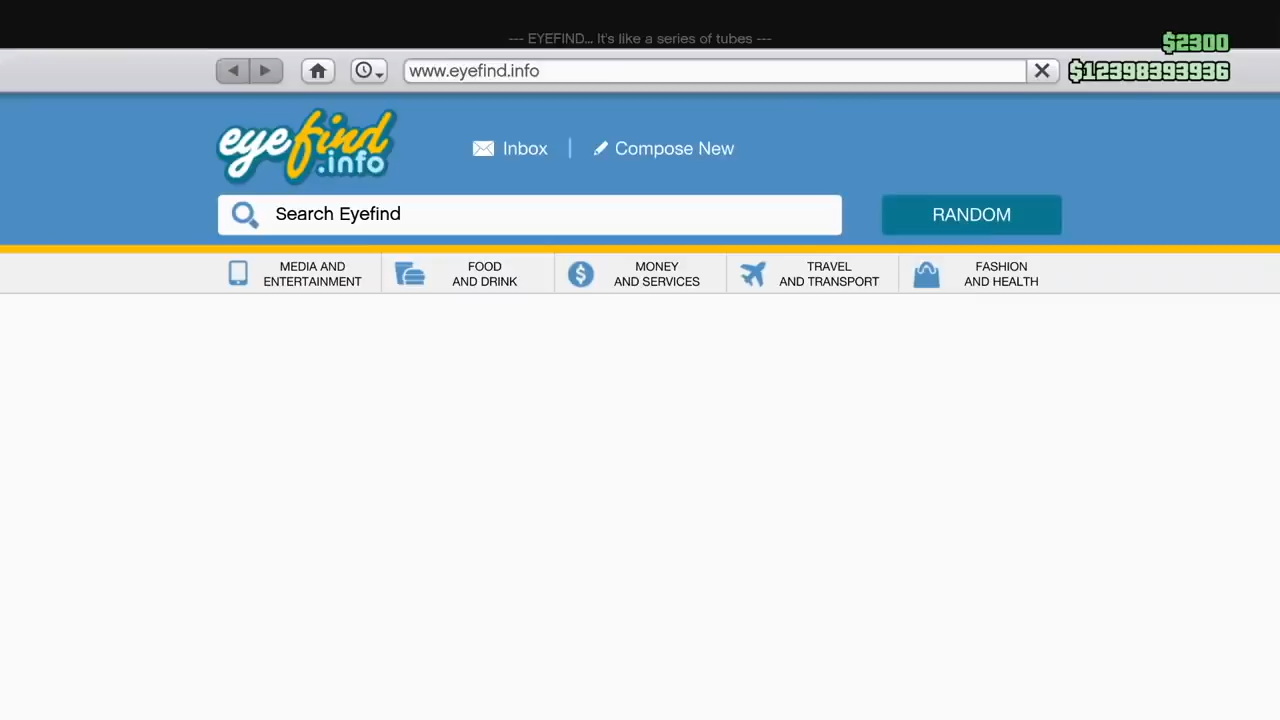 --- EYEFIND... It's like a series of tubes ---
$2300
www.eyefind.info
$12398393936
eyefind
.info
Inbox
Compose New
Search Eyefind
RANDOM
MEDIA AND
ENTERTAINMENT
FOOD
AND DRINK
MONEY
AND SERVICES
TRAVEL
AND TRANSPORT
FASHION
AND HEALTH